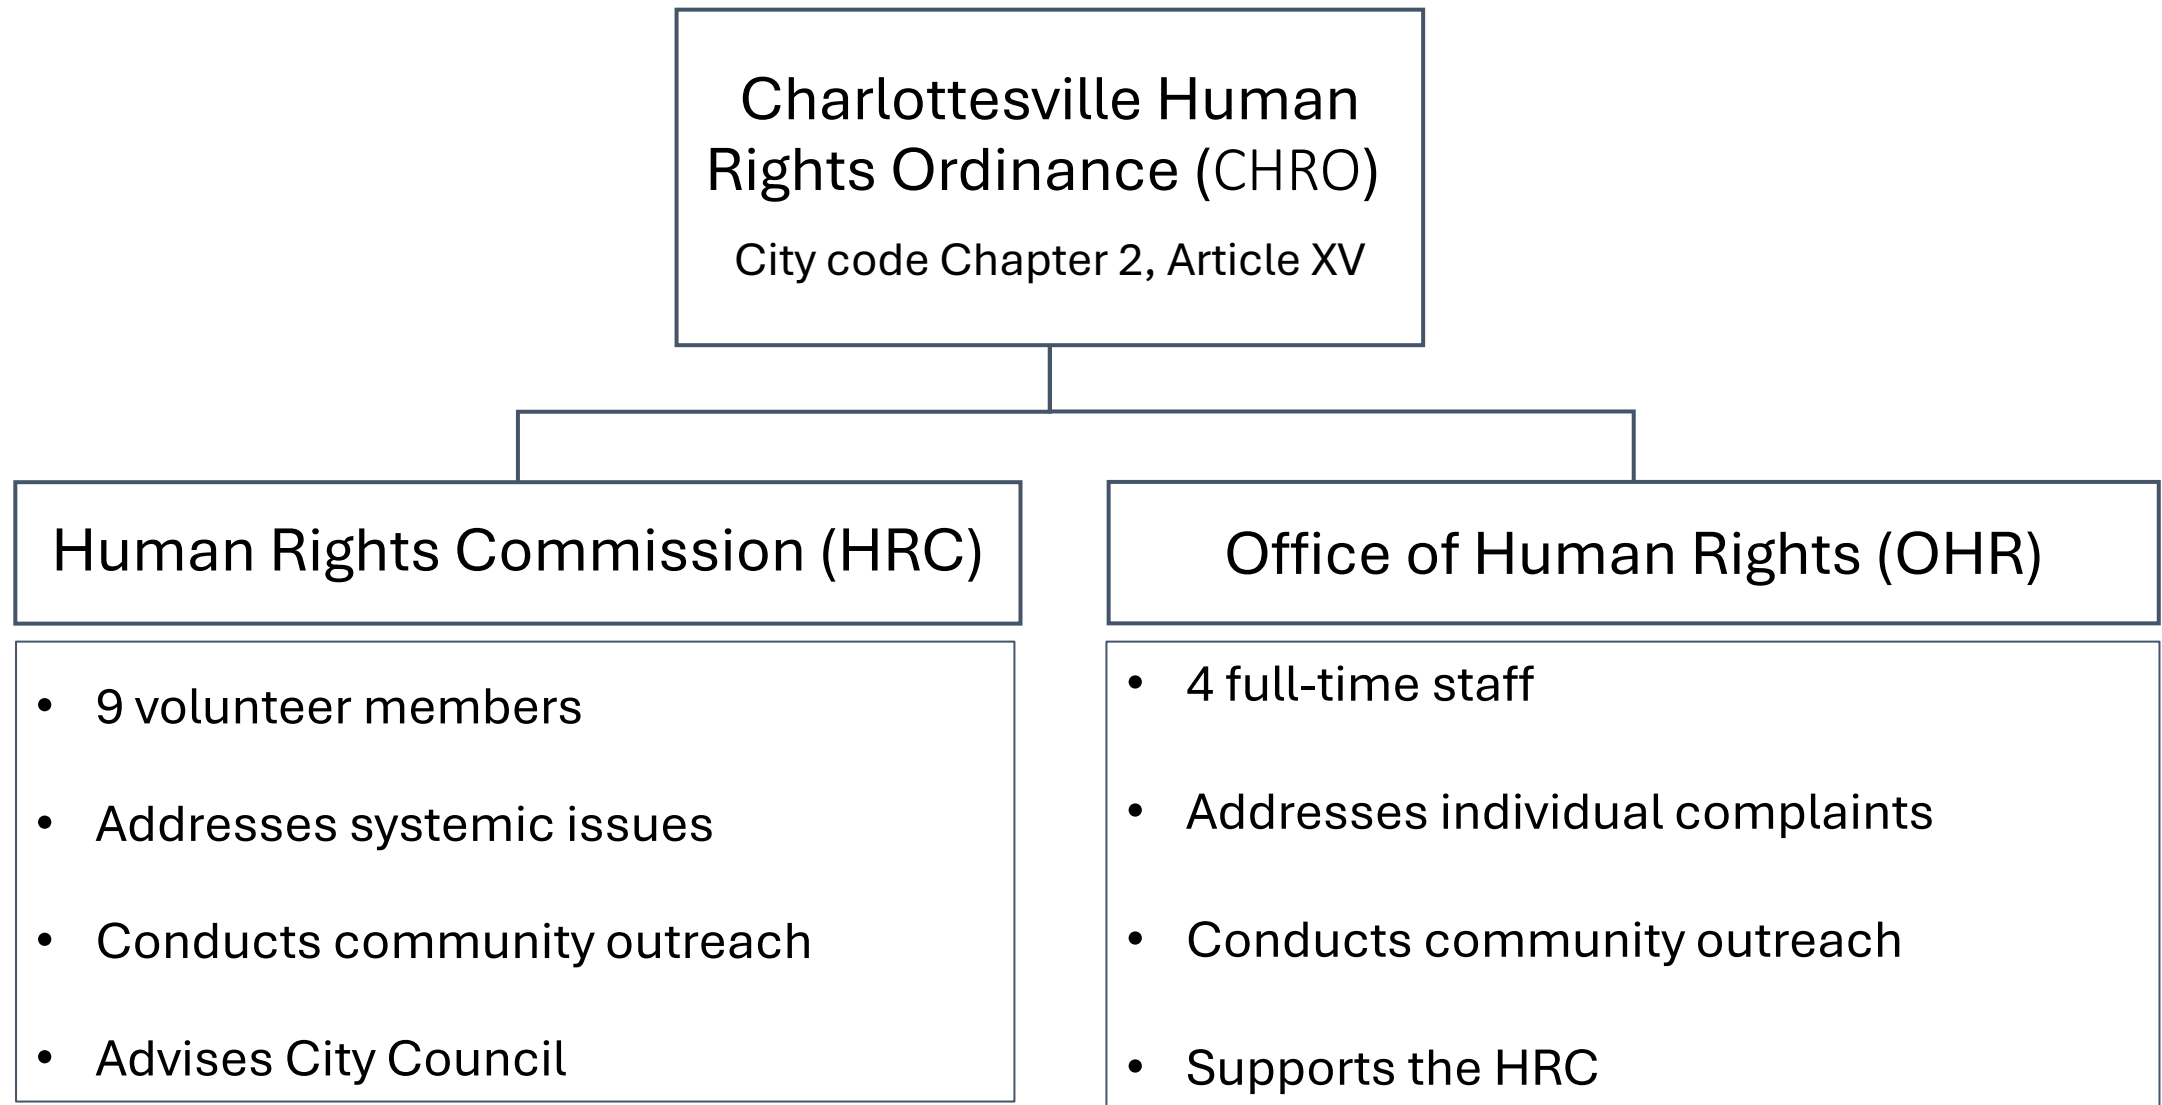 Charlottesville Human
Rights Ordinance (CHRO)
City code Chapter 2, Article XV
Human Rights Commission (HRC)
• 9 volunteer members
• Addresses systemic issues
• Conducts community outreach
• Advises City Council
Office of Human Rights (OHR)
• 4 full-time staff
• Addresses individual complaints
• Conducts community outreach
• Supports the HRC